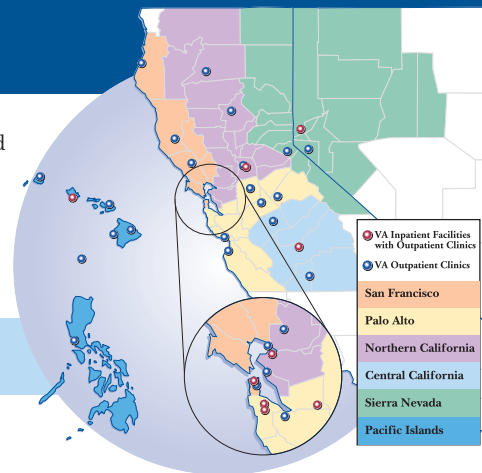 d
VA Inpatient Facilities
with Outpatient Clinics
VA Outpatient Clinics
San Francisco
Palo Alto
Northern California
Central California
Sierra Nevada
Pacific Islands